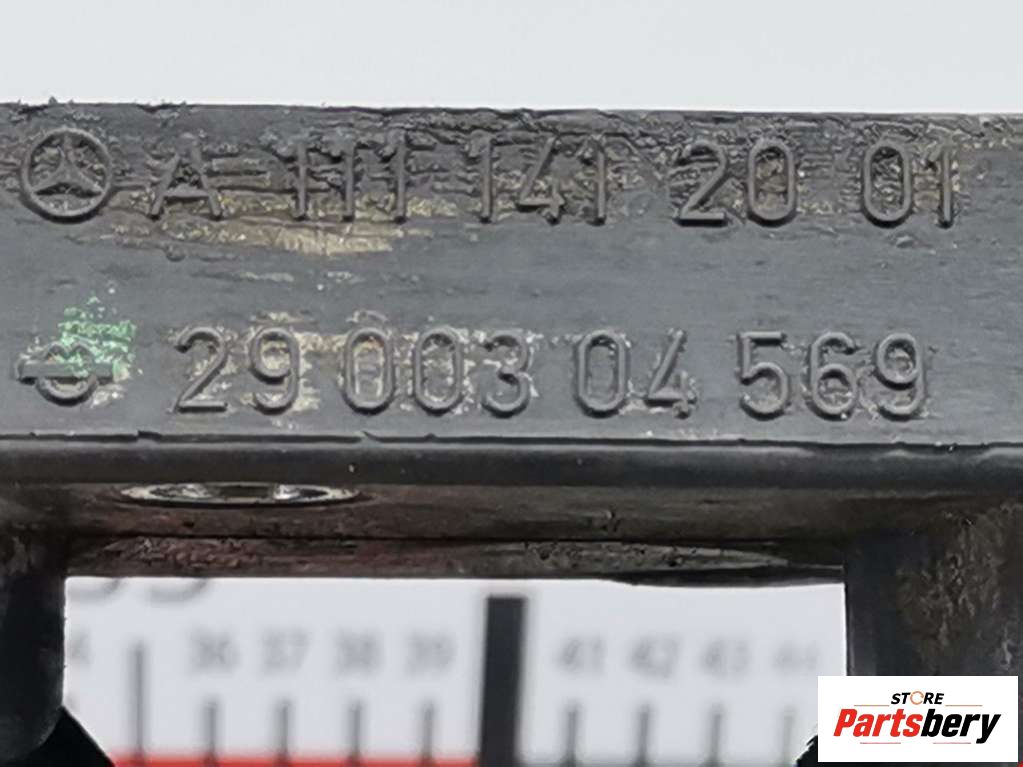 A 111 141 20 01
29 003 04 569
36 37 38 39 41 42 43 44
STORE
Partsbery